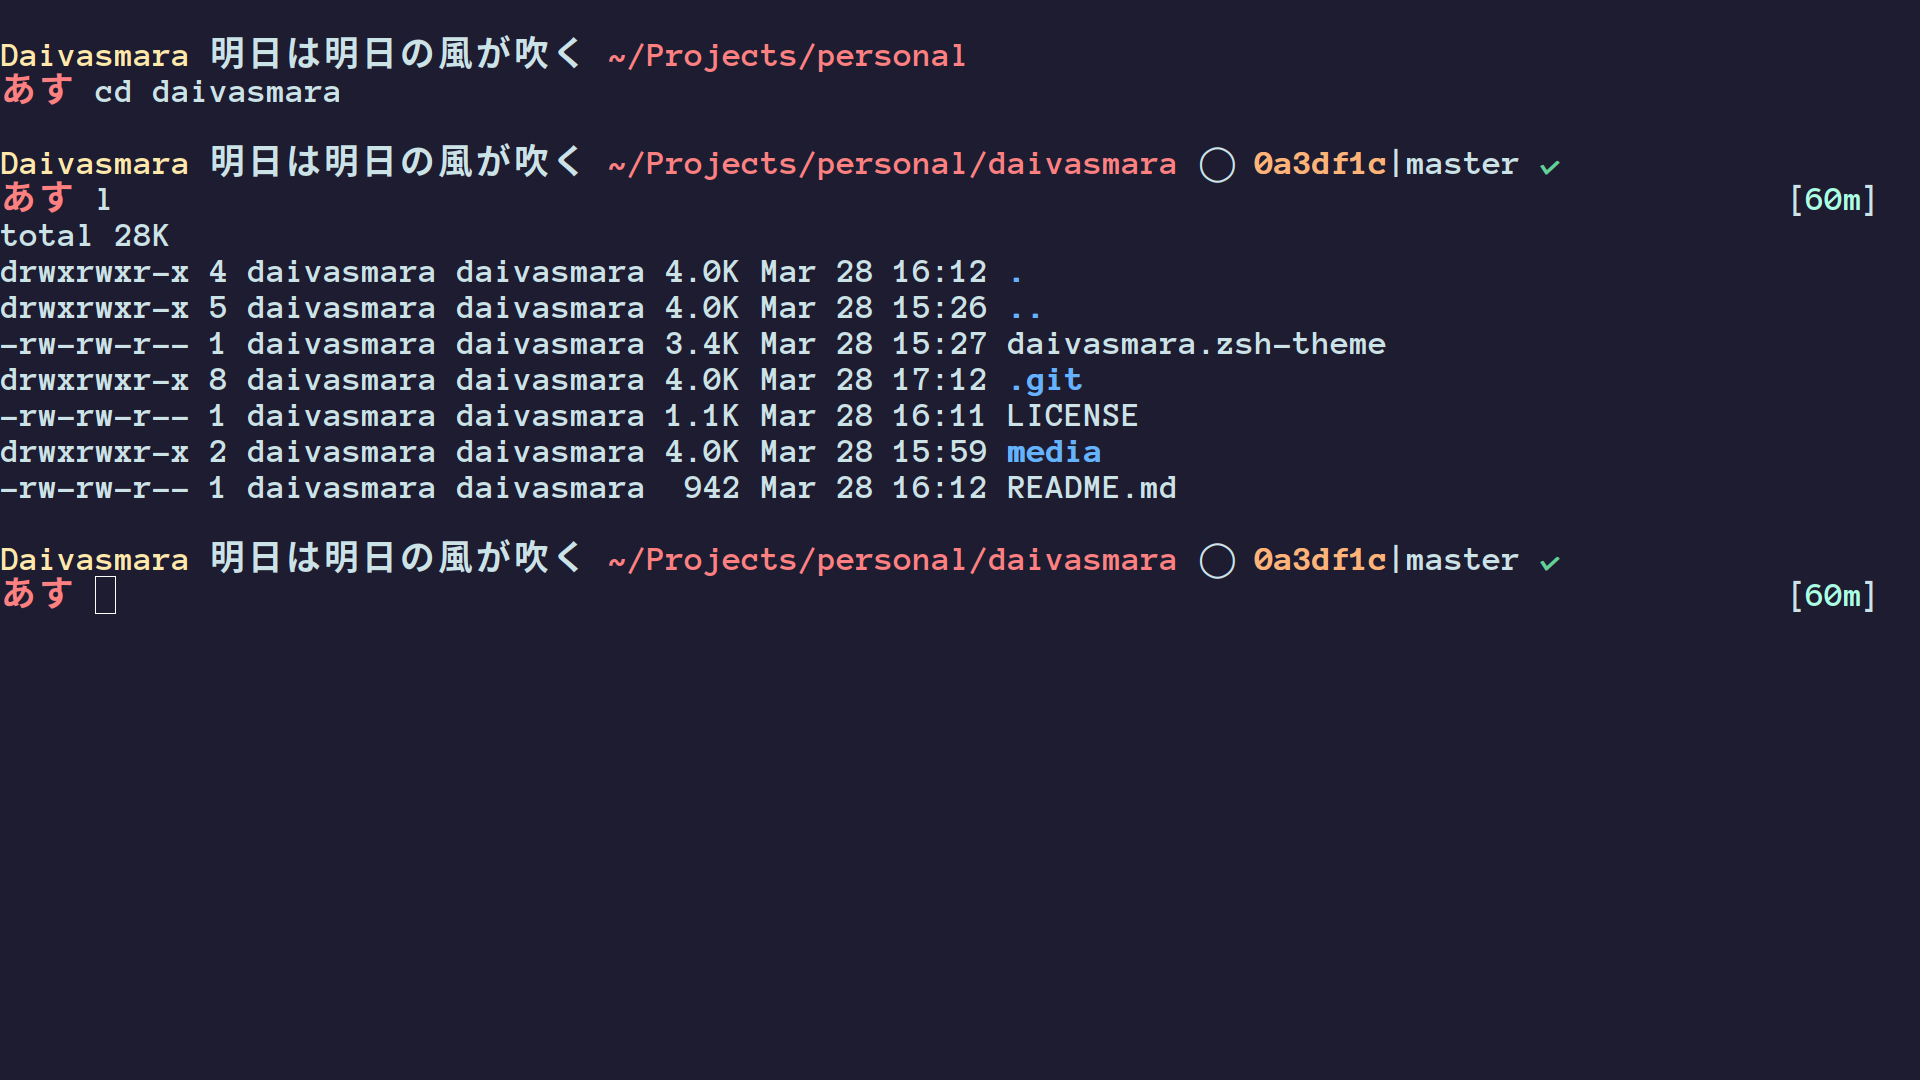 Daivasmara 明日は明日の風が吹く ~/Projects/personal
あす cd daivasmara
Daivasmara 明日は明日の風が吹く ~/Projects/personal/daivasmara ◯ 0a3df1c|master ✓
あす l [60m]
total 28K
drwxrwxr-x 4 daivasmara daivasmara 4.0K Mar 28 16:12 .
drwxrwxr-x 5 daivasmara daivasmara 4.0K Mar 28 15:26 ..
-rw-rw-r-- 1 daivasmara daivasmara 3.4K Mar 28 15:27 daivasmara.zsh-theme
drwxrwxr-x 8 daivasmara daivasmara 4.0K Mar 28 17:12 .git
-rw-rw-r-- 1 daivasmara daivasmara 1.1K Mar 28 16:11 LICENSE
drwxrwxr-x 2 daivasmara daivasmara 4.0K Mar 28 15:59 media
-rw-rw-r-- 1 daivasmara daivasmara  942 Mar 28 16:12 README.md
Daivasmara 明日は明日の風が吹く ~/Projects/personal/daivasmara ◯ 0a3df1c|master ✓
あす [60m]